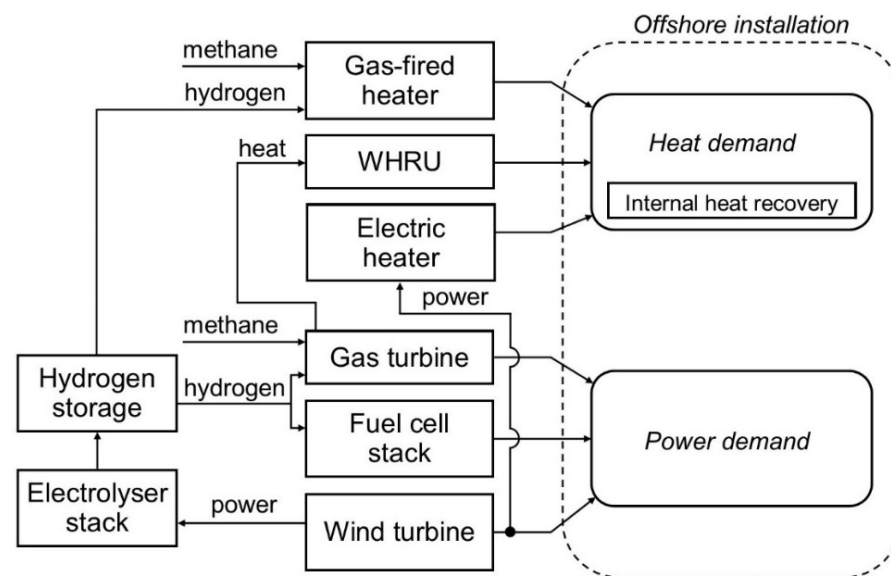 Offshore installation
methane
Gas-fired
heater
hydrogen
Heat demand
heat
WHRU
Internal heat recovery
Electric
heater
power
methane
Gas turbine
Hydrogen
storage
hydrogen
Fuel cell
stack
Power demand
Electrolyser
stack
power
Wind turbine